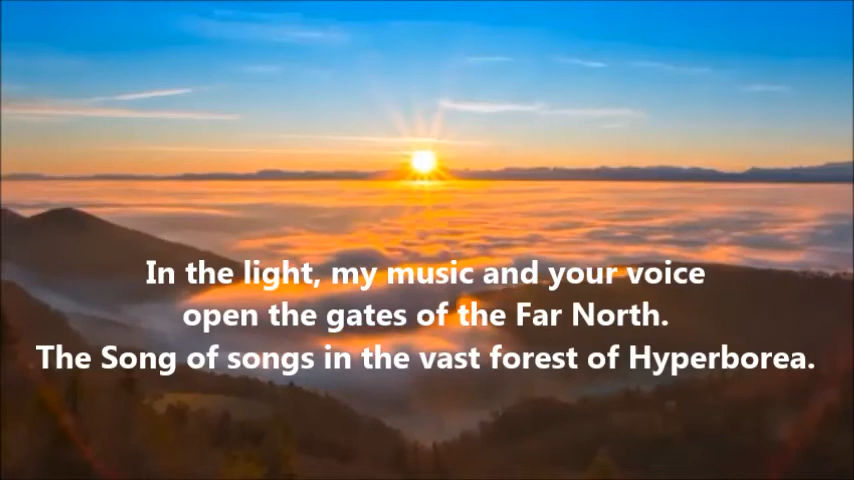 In the light, my music and your voice
open the gates of the Far North.
The Song of songs in the vast forest of Hyperborea.